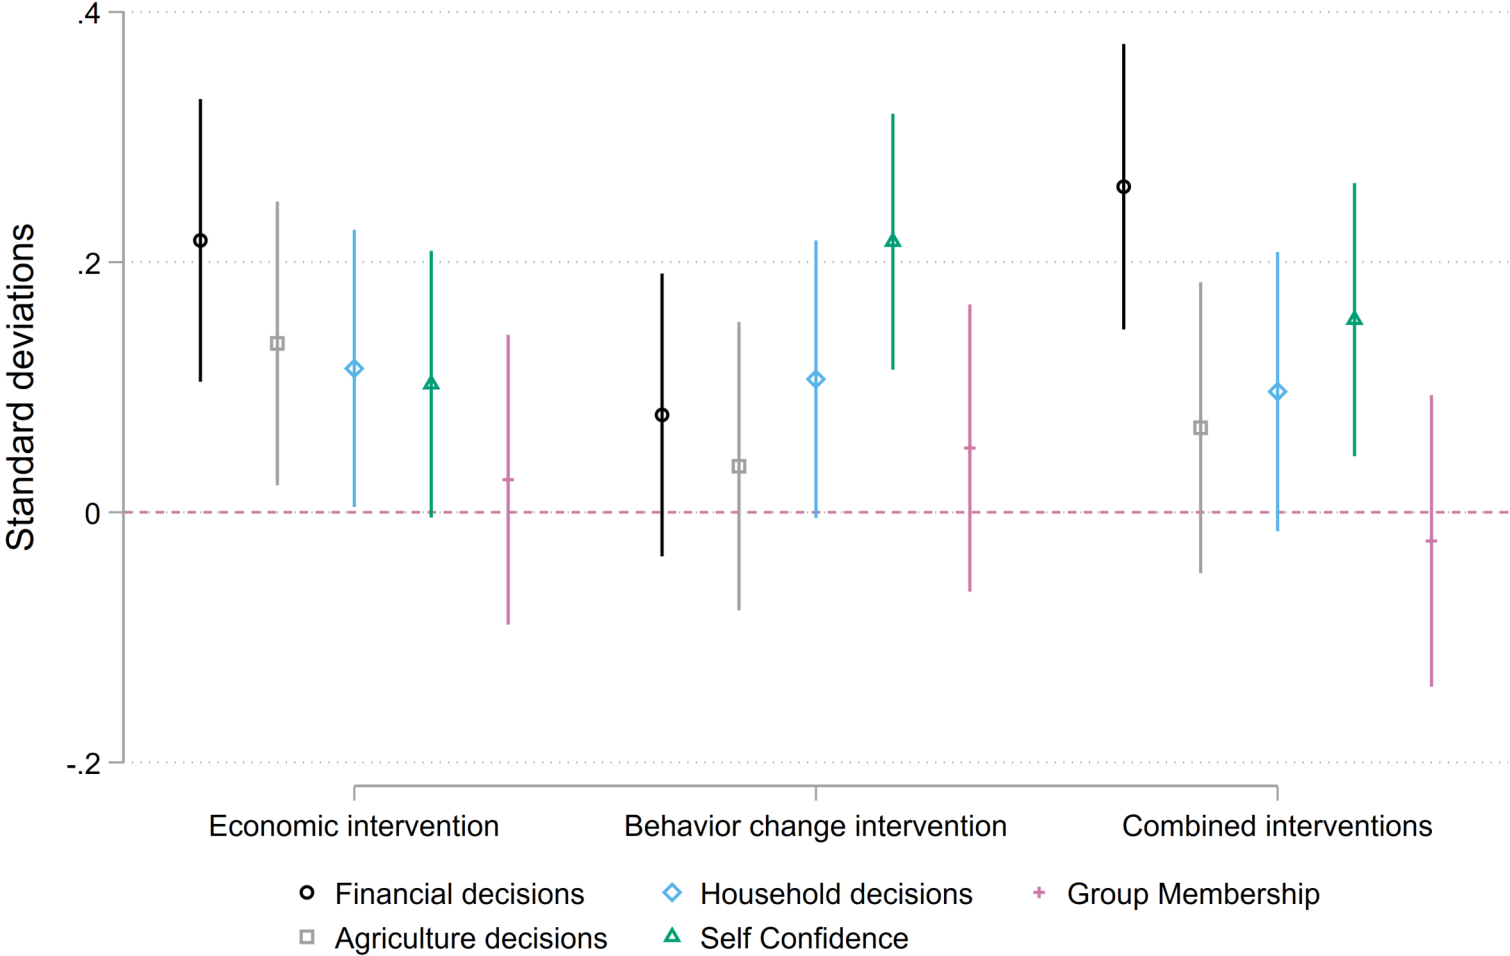 Standard deviations
.4
.2
0
-.2
Economic intervention
Behavior change intervention
Combined interventions
Financial decisions
Household decisions
Group Membership
Agriculture decisions
Self Confidence